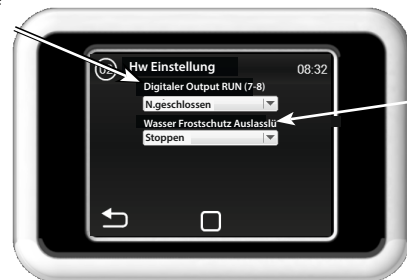 02 Hw Einstellung 08:32
Digitaler Output RUN (7-8)
N.geschlossen
Wasser Frostschutz Auslasslü
Stoppen